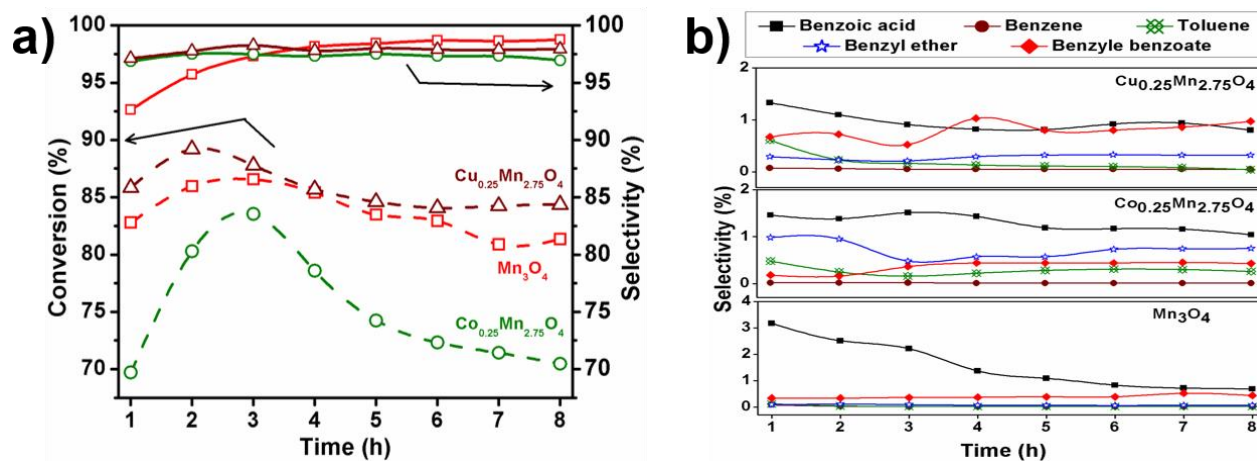 a)
Conversion (%)
100
95
90
85
80
75
70
100
95
90
85
80
75
70
Selectivity (%)
Cu0.25Mn2.75O4
Mn3O4
Co0.25Mn2.75O4
1 2 3 4 5 6 7 8
Time (h)
b)
Benzoic acid Benzene Toluene
Benzyl ether Benzyle benzoate
Selectivity (%)
Cu0.25Mn2.75O4
2
1
0
Co0.25Mn2.75O4
2
1
0
Mn3O4
4
3
2
1
0
1 2 3 4 5 6 7 8
Time (h)